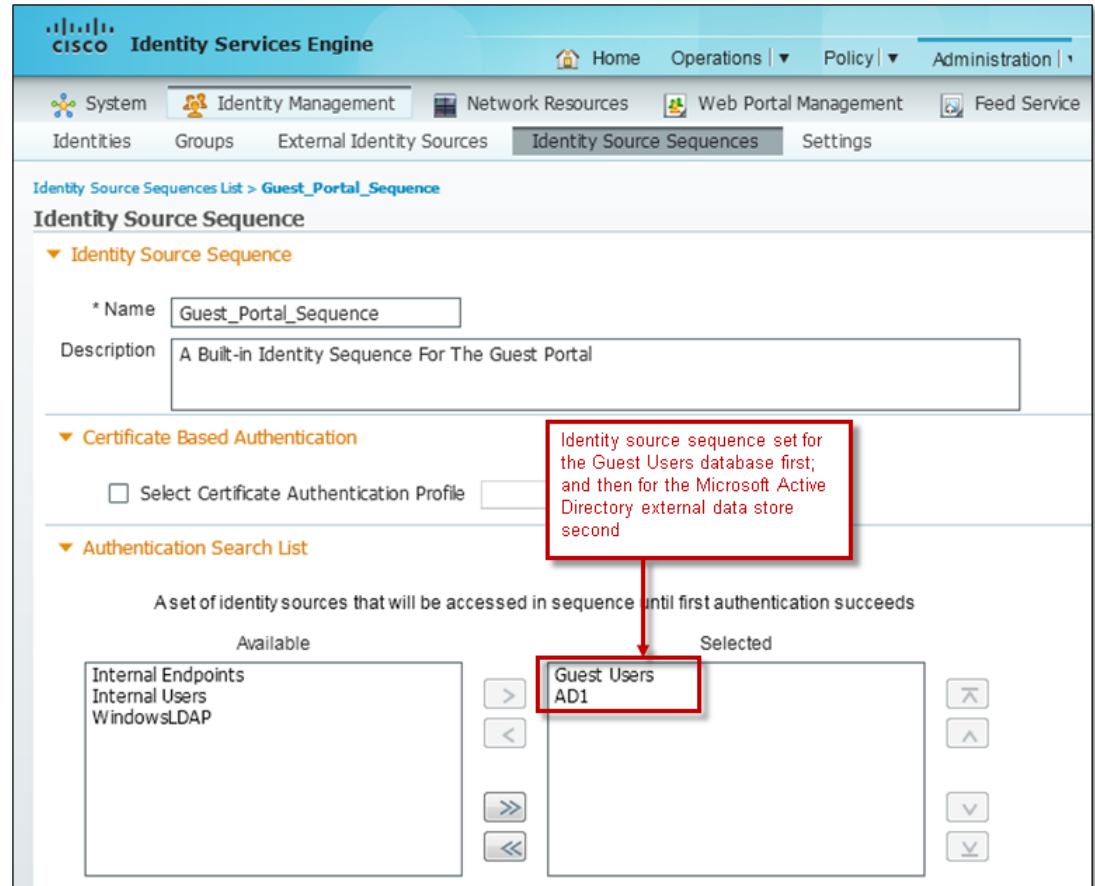 CISCO Identity Services Engine
Home Operations | ▼ Policy | ▼ Administration |
System Identity Management Network Resources Web Portal Management Feed Service
Identities Groups External Identity Sources Identity Source Sequences Settings
Identity Source Sequences List > Guest_Portal_Sequence
Identity Source Sequence
▼ Identity Source Sequence
* Name Guest_Portal_Sequence
Description A Built-in Identity Sequence For The Guest Portal
▼ Certificate Based Authentication
Select Certificate Authentication Profile
Identity source sequence set for
the Guest Users database first;
and then for the Microsoft Active
Directory external data store
second
▼ Authentication Search List
A set of identity sources that will be accessed in sequence until first authentication succeeds
Available
Internal Endpoints
Internal Users
WindowsLDAP
Selected
Guest Users
AD1